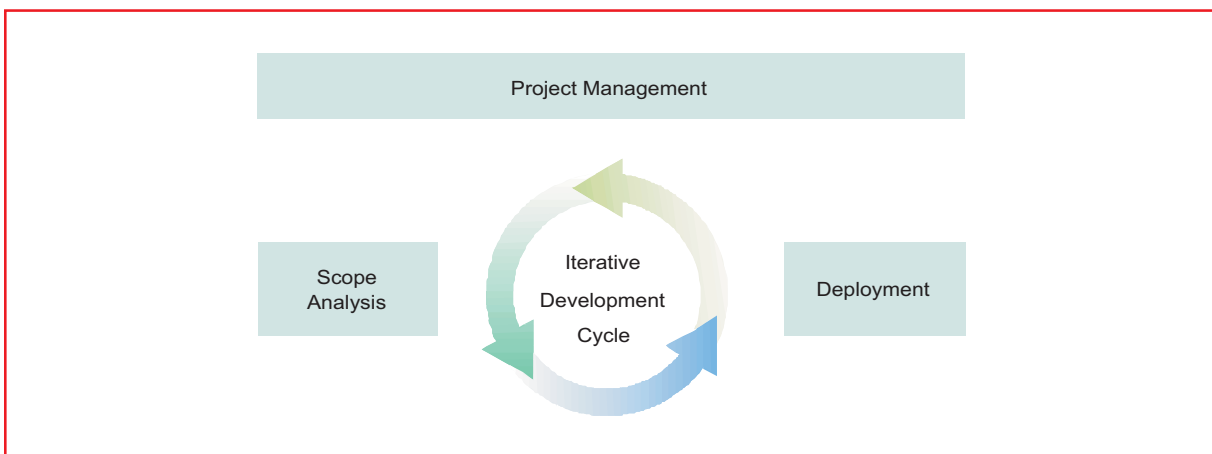 Project Management
Scope
Analysis
Iterative
Development
Cycle
Deployment